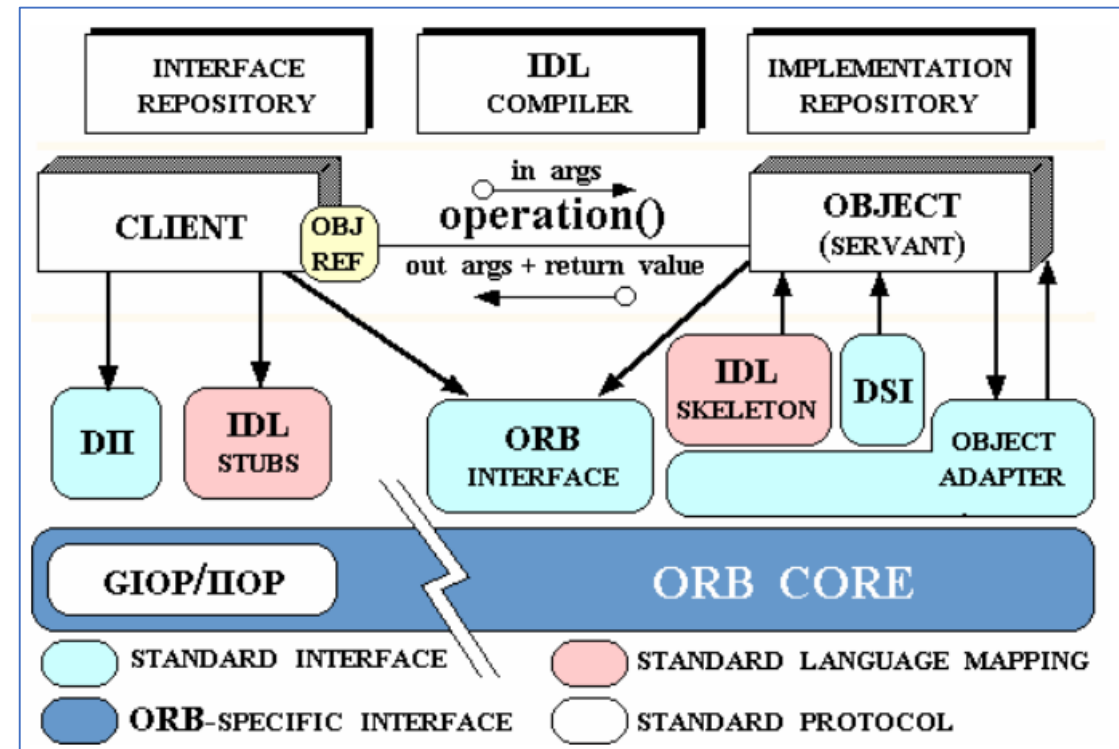 INTERFACE
REPOSITORY
IDL
COMPILER
IMPLEMENTATION
REPOSITORY
CLIENT
OBJ
REF
in args
operation()
out args + return value
OBJECT
(SERVANT)
DII
IDL
STUBS
ORB
INTERFACE
IDL
SKELETON
DSI
OBJECT
ADAPTER
GIOP/IIOP
ORB CORE
STANDARD INTERFACE
STANDARD LANGUAGE MAPPING
ORB-SPECIFIC INTERFACE
STANDARD PROTOCOL